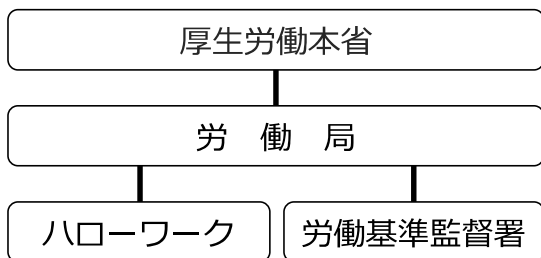 厚生労働本省
労　働　局
ハローワーク
労働基準監督署